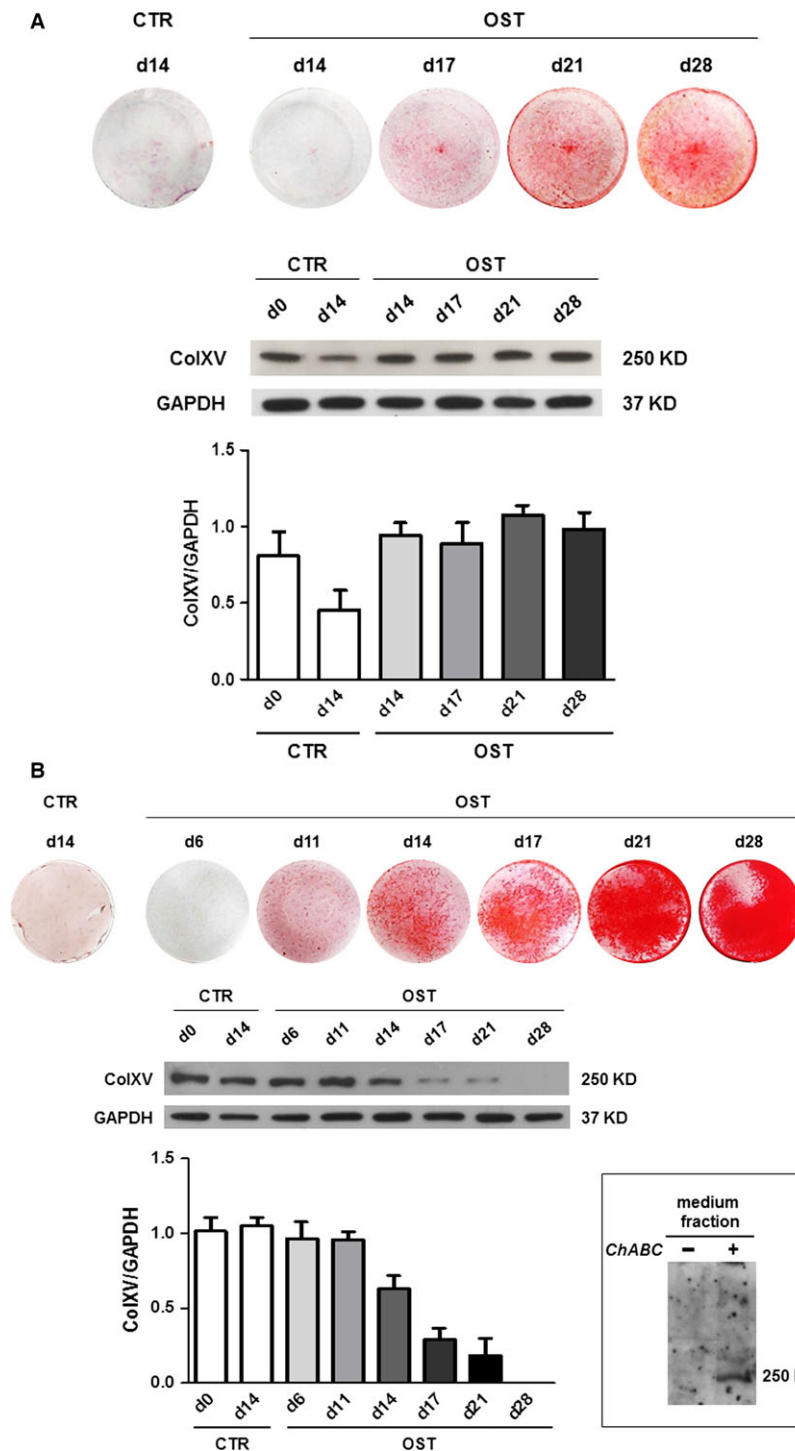 A
CTR OST
d14 d14 d17 d21 d28
CTR OST
d0 d14 d14 d17 d21 d28
ColXV 250 KD
GAPDH 37 KD
1.5
1.0
0.5
0.0
ColXV/GAPDH
d0 d14 d14 d17 d21 d28
CTR OST
B
CTR OST
d14 d6 d11 d14 d17 d21 d28
CTR OST
d0 d14 d6 d11 d14 d17 d21 d28
ColXV 250 KD
GAPDH 37 KD
1.5
1.0
0.5
0.0
ColXV/GAPDH
d0 d14 d6 d11 d14 d17 d21 d28
CTR OST
medium
fraction
ChABC - +
250